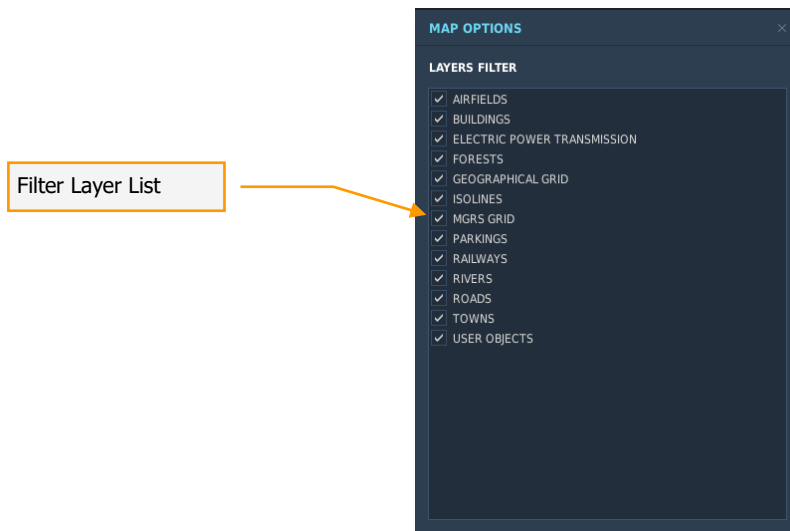 MAP OPTIONS
LAYERS FILTER
AIRFIELDS
BUILDINGS
ELECTRIC POWER TRANSMISSION
FORESTS
Filter Layer List
GEOGRAPHICAL GRID
ISOLINES
MGRS GRID
PARKINGS
RAILWAYS
RIVERS
ROADS
TOWNS
USER OBJECTS